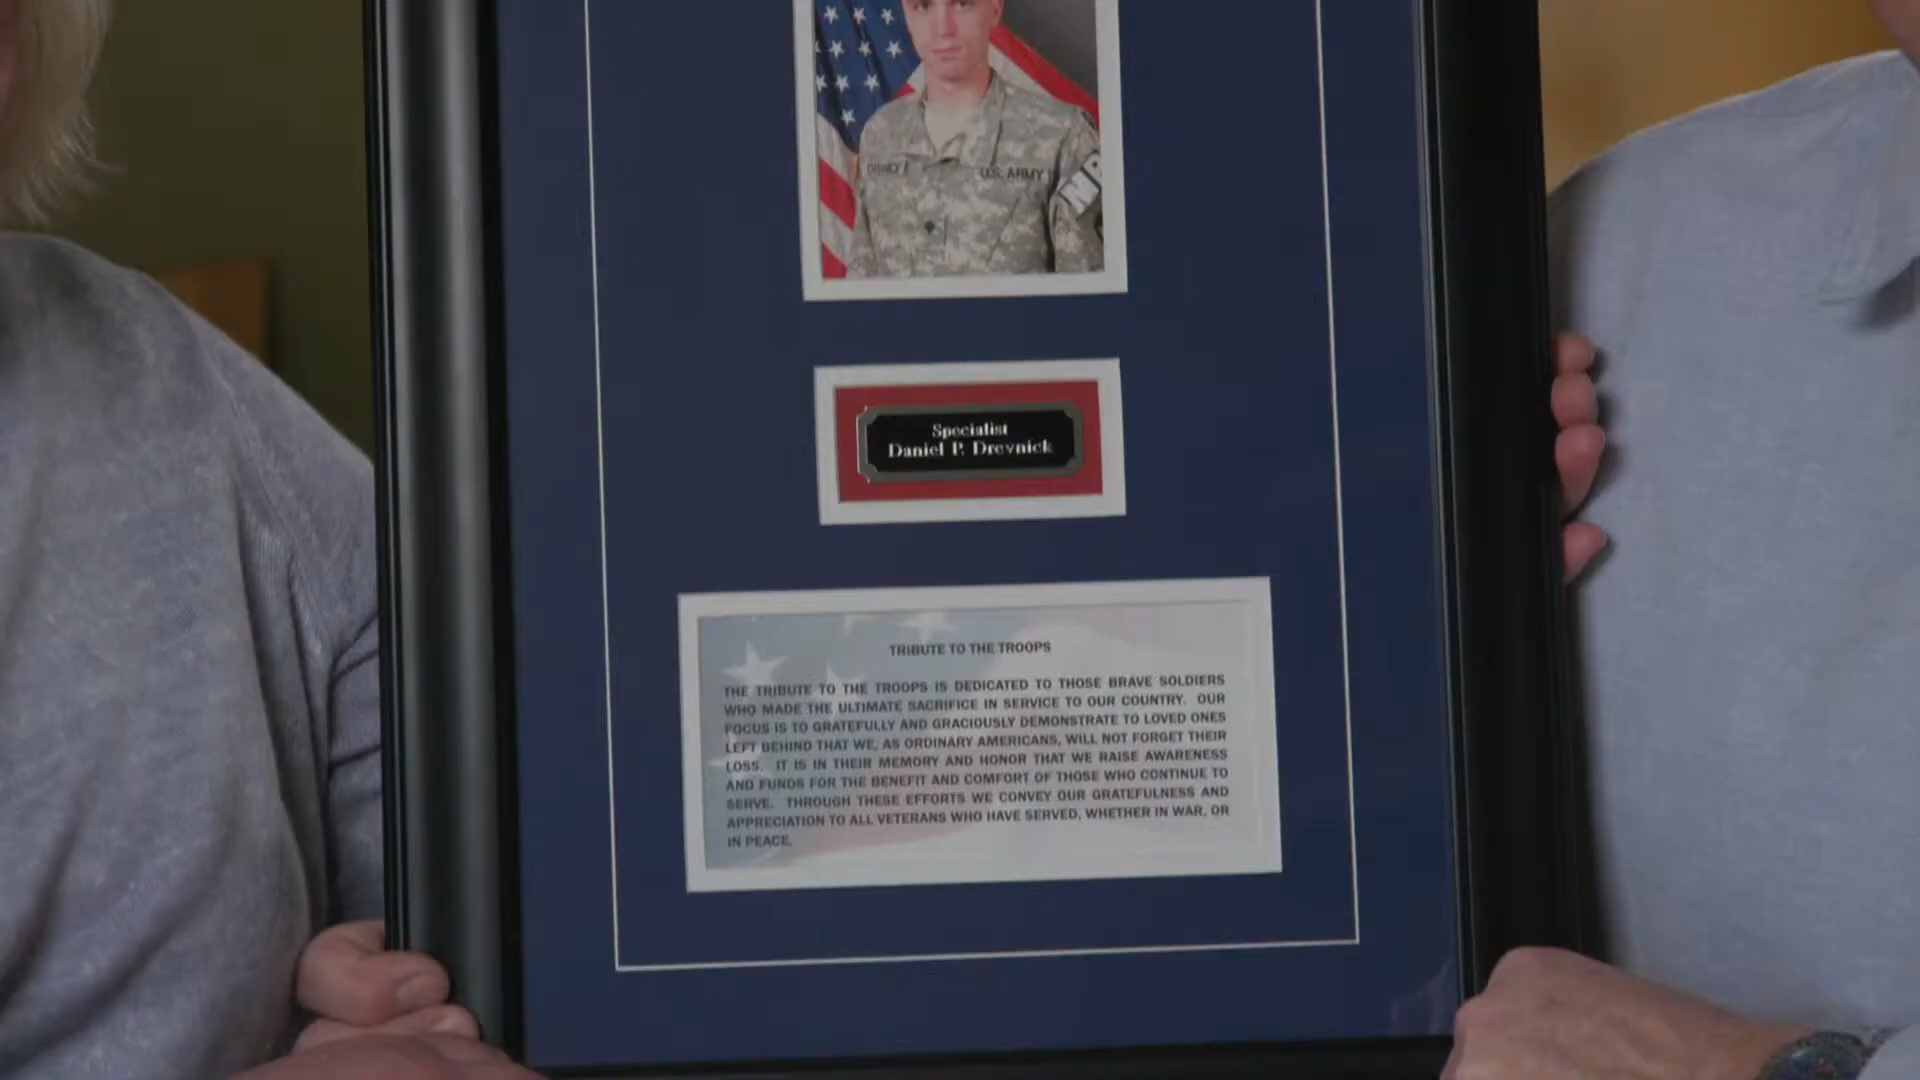 U.S. ARMY
MP
Specialist
Daniel P. Drevnick
TRIBUTE TO THE TROOPS
THE TRIBUTE TO THE TROOPS IS DEDICATED TO THOSE BRAVE SOLDIERS
WHO MADE THE ULTIMATE SACRIFICE IN SERVICE TO OUR COUNTRY. OUR
FOCUS IS TO GRATEFULLY AND GRACIOUSLY DEMONSTRATE TO LOVED ONES
LEFT BEHIND THAT WE, AS ORDINARY AMERICANS, WILL NOT FORGET THEIR
LOSS. IT IS IN THEIR MEMORY AND HONOR THAT WE RAISE AWARENESS
AND FUNDS FOR THE BENEFIT AND COMFORT OF THOSE WHO CONTINUE TO
SERVE. THROUGH THESE EFFORTS WE CONVEY OUR GRATEFULNESS AND
APPRECIATION TO ALL VETERANS WHO HAVE SERVED, WHETHER IN WAR, OR
IN PEACE.